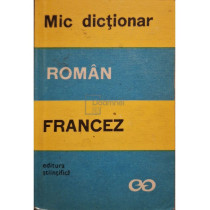 Mic dicționar
ROMÂN
FRANCEZ
editura
științifică